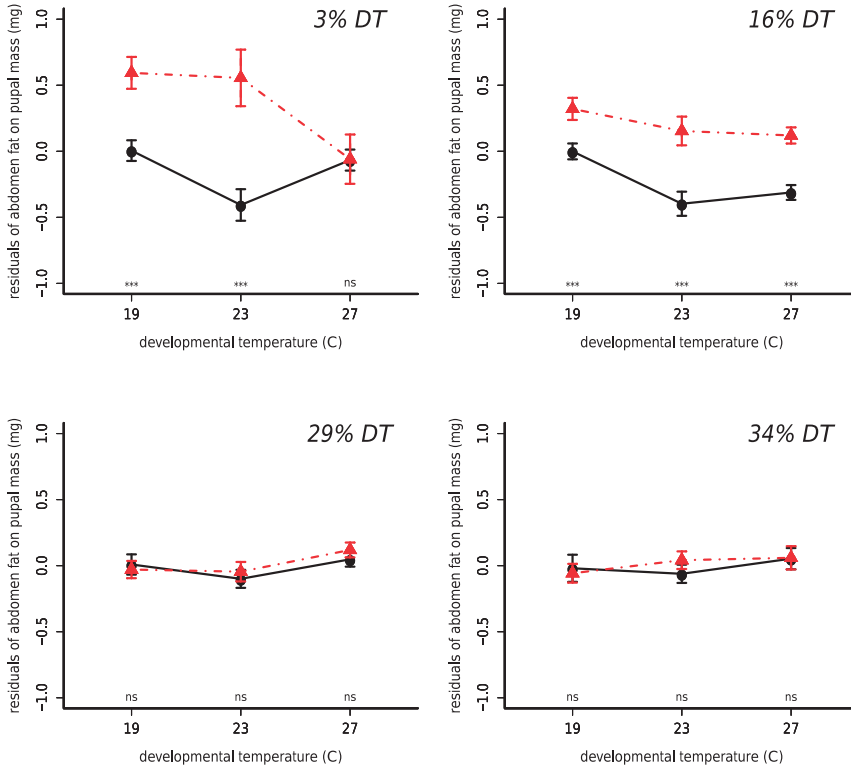 3% DT
residuals of abdomen fat on pupal mass (mg)
1.0
0.5
0.0
−0.5
−1.0
*** *** ns
19 23 27
developmental temperature (C)
16% DT
residuals of abdomen fat on pupal mass (mg)
1.0
0.5
0.0
−0.5
−1.0
*** *** ***
19 23 27
developmental temperature (C)
29% DT
residuals of abdomen fat on pupal mass (mg)
1.0
0.5
0.0
−0.5
−1.0
ns ns ns
19 23 27
developmental temperature (C)
34% DT
residuals of abdomen fat on pupal mass (mg)
1.0
0.5
0.0
−0.5
−1.0
ns ns ns
19 23 27
developmental temperature (C)